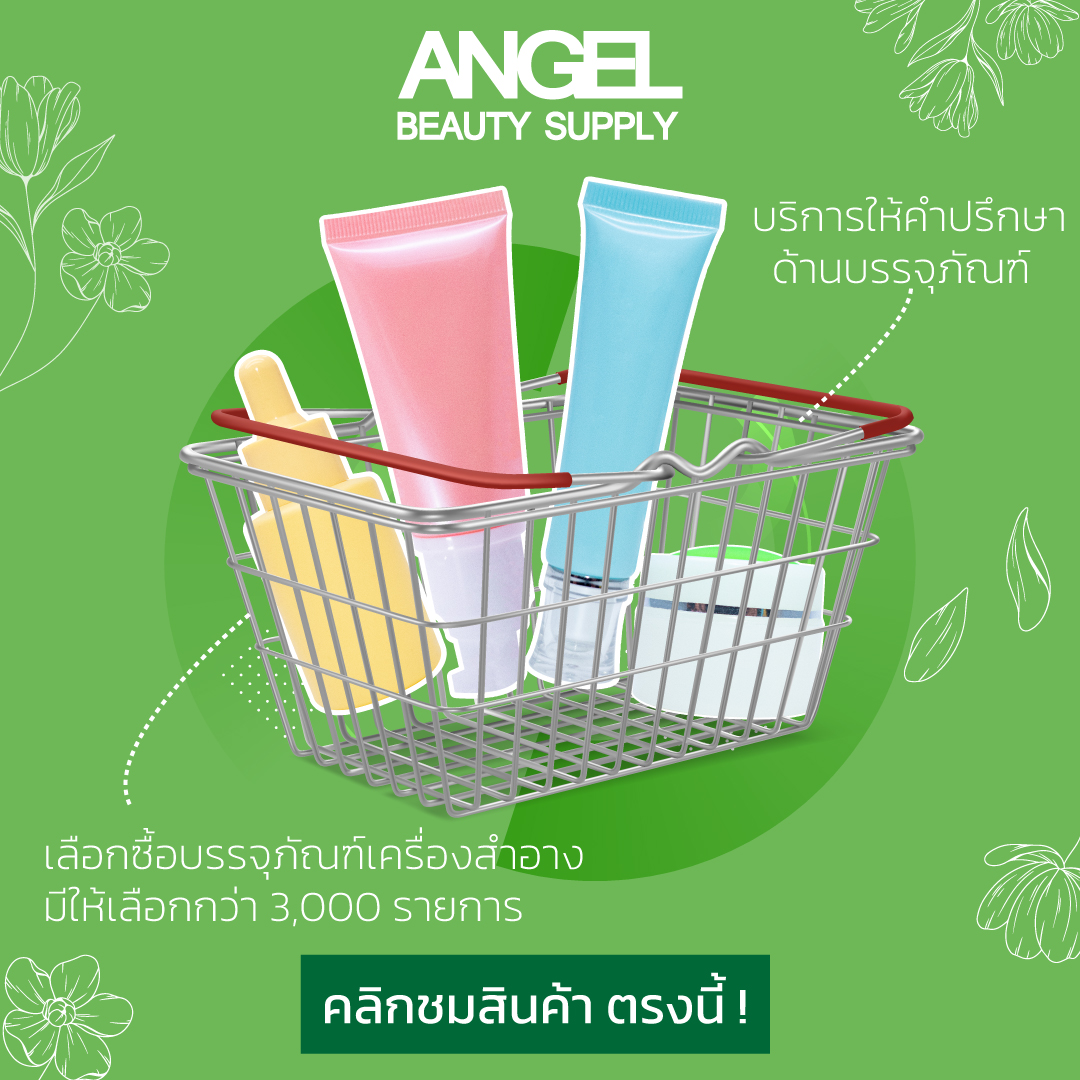 ANGEL
BEAUTY SUPPLY
บริการให้คำปรึกษา
ด้านบรรจุภัณฑ์
เลือกซื้อบรรจุภัณฑ์เครื่องสำอาง
มีให้เลือกกว่า 3,000 รายการ
คลิกชมสินค้า ตรงนี้ !